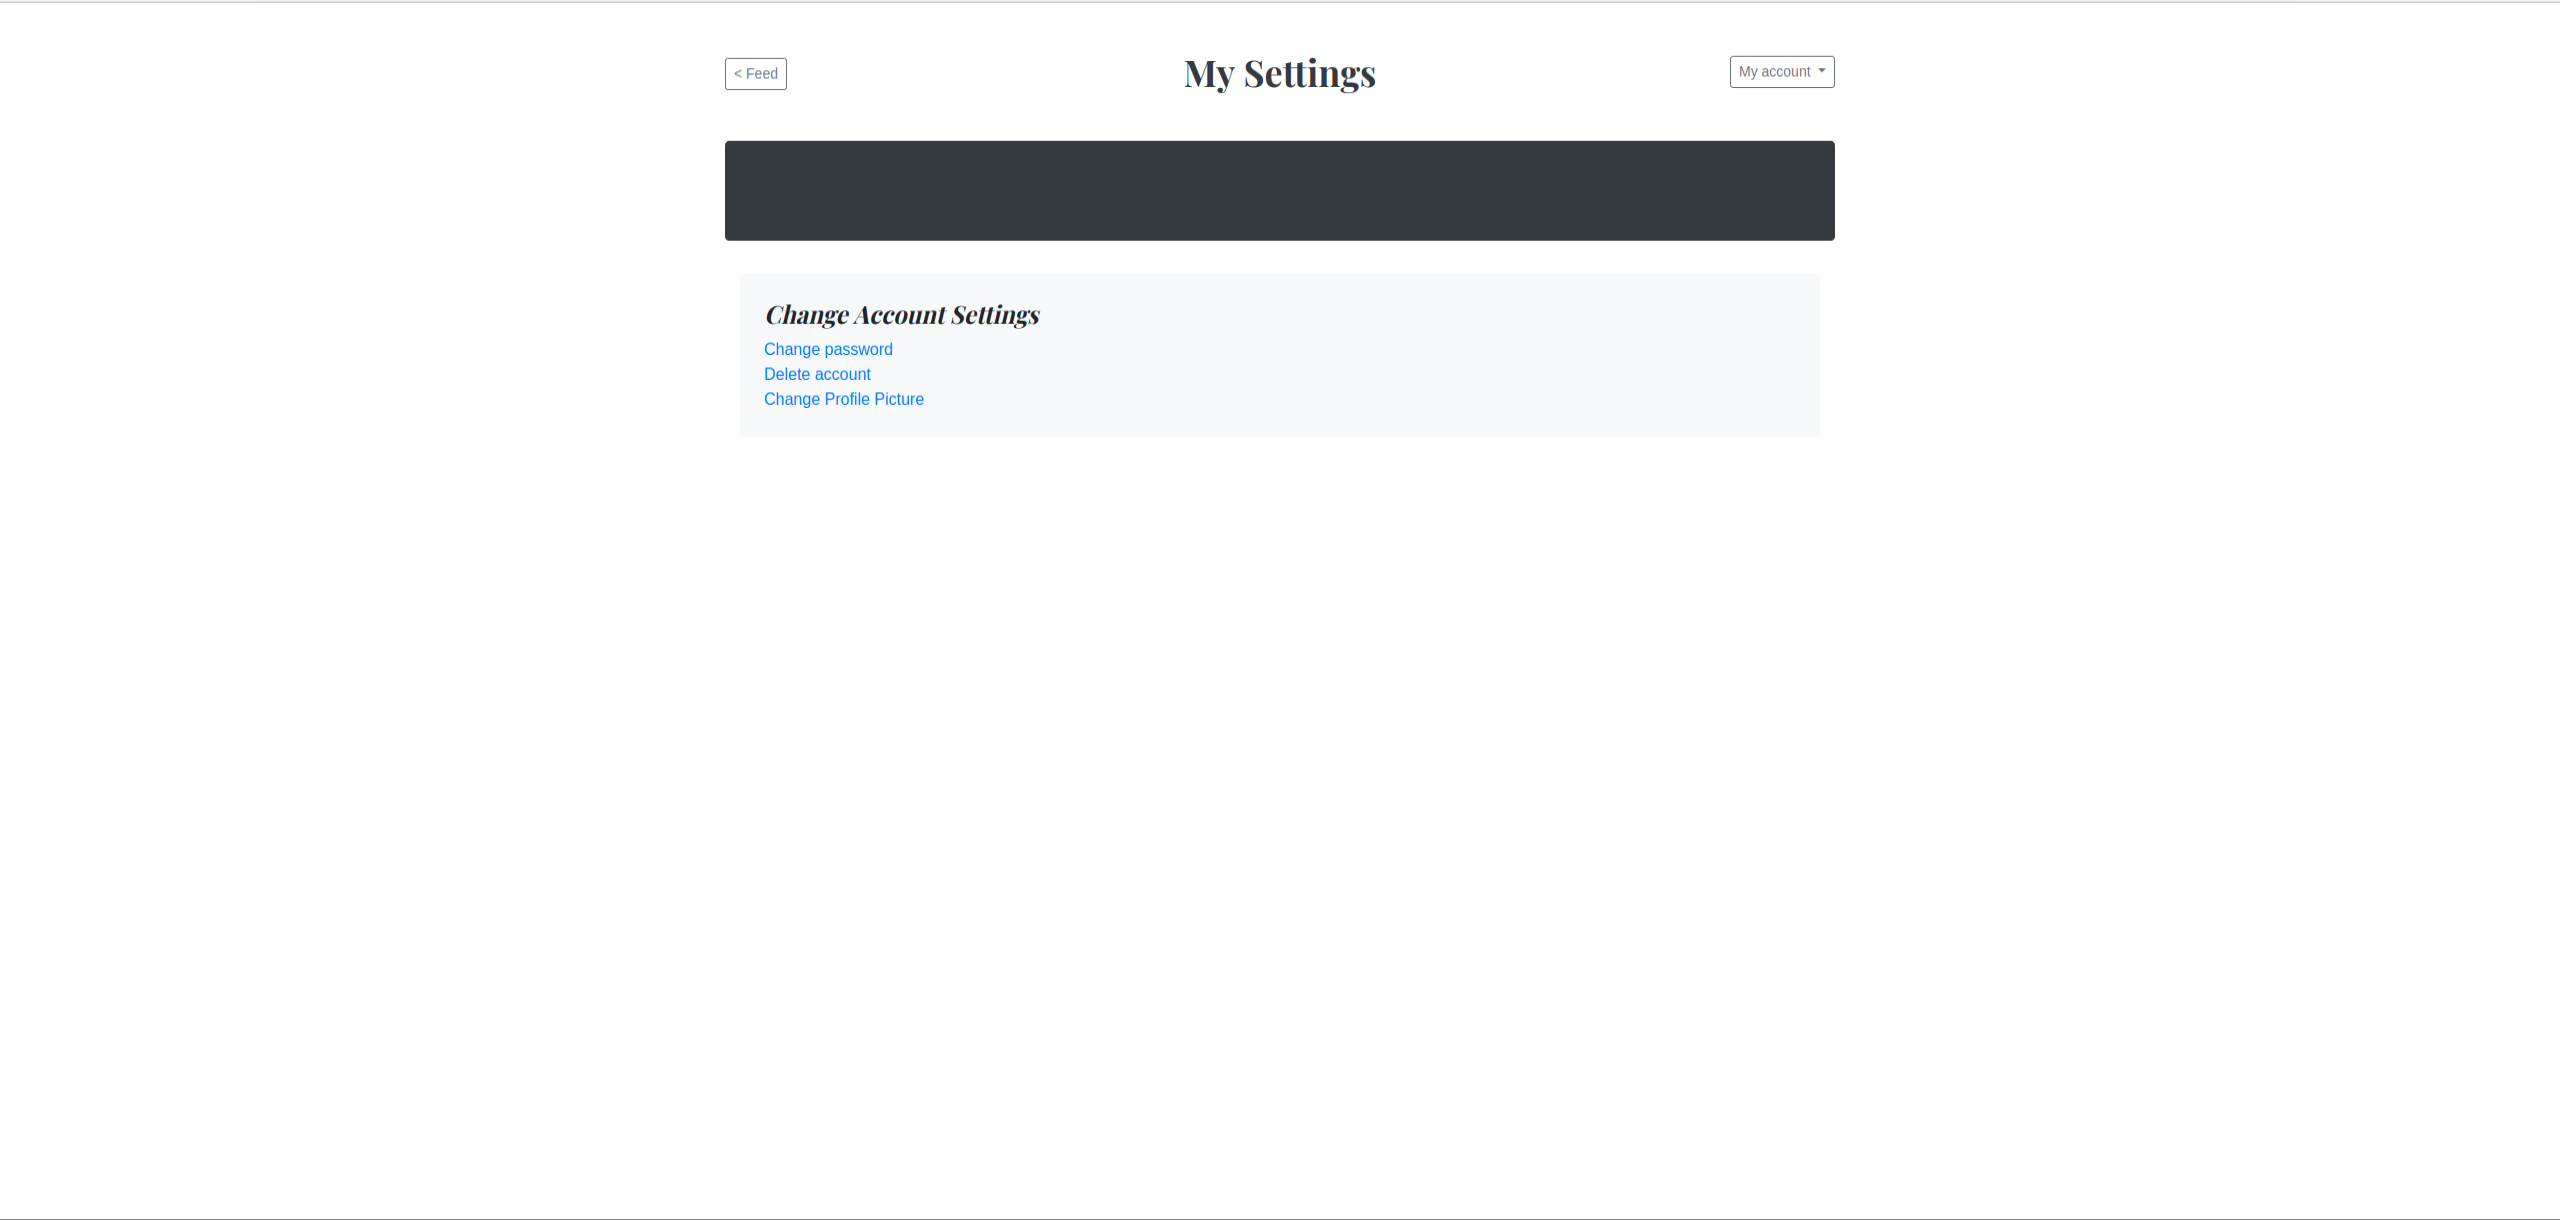 < Feed
My Settings
My account
Change Account Settings
Change password
Delete account
Change Profile Picture